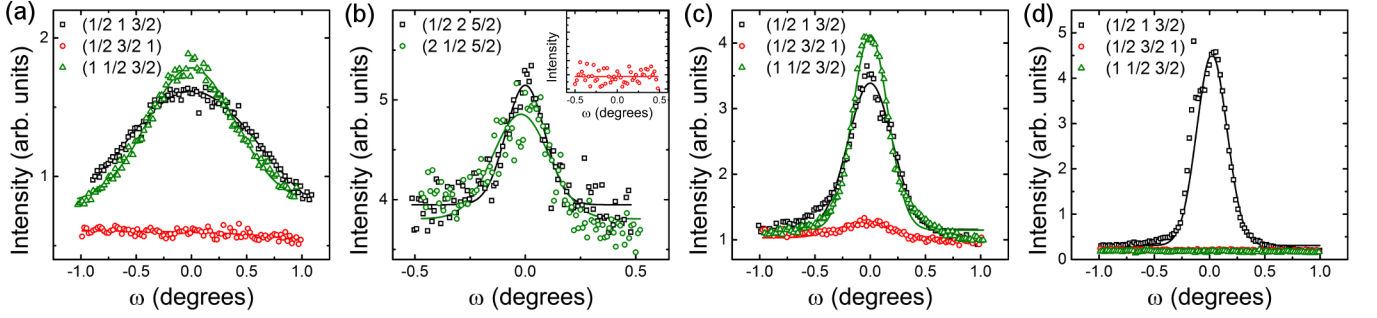 (a)
Intensity (arb. units)
2
1
(1/2 1 3/2)
(1/2 3/2 1)
(1 1/2 3/2)
-1.0 -0.5 0.0 0.5 1.0
ω (degrees)
(b)
Intensity (arb. units)
5
4
(1/2 2 5/2)
(2 1/2 5/2)
Intensity
-0.5 0.0 0.5
ω (degrees)
-0.5 0.0 0.5
ω (degrees)
(c)
Intensity (arb. units)
4
3
2
1
(1/2 1 3/2)
(1/2 3/2 1)
(1 1/2 3/2)
-1.0 -0.5 0.0 0.5 1.0
ω (degrees)
(d)
Intensity (arb. units)
5
4
3
2
1
0
(1/2 1 3/2)
(1/2 3/2 1)
(1 1/2 3/2)
-1.0 -0.5 0.0 0.5 1.0
ω (degrees)